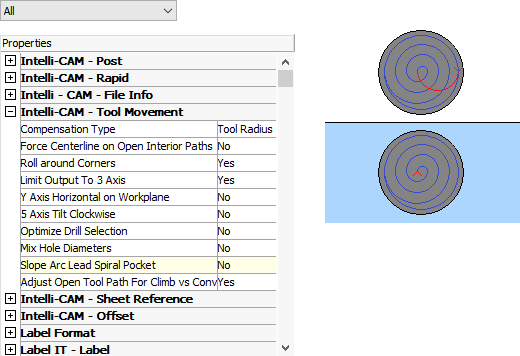 All
Properties
Intelli-CAM - Post
Intelli-CAM - Rapid
Intelli - CAM - File Info
Intelli-CAM - Tool Movement
Compensation Type Tool Radius
Force Centerline on Open Interior Paths No
Roll around Corners Yes
Limit Output To 3 Axis Yes
Y Axis Horizontal on Workplane No
5 Axis Tilt Clockwise No
Optimize Drill Selection No
Mix Hole Diameters No
Slope Arc Lead Spiral Pocket No
Adjust Open Tool Path For Climb vs Conv Yes
Intelli-CAM - Sheet Reference
Intelli-CAM - Offset
Label Format
Label IT - Label